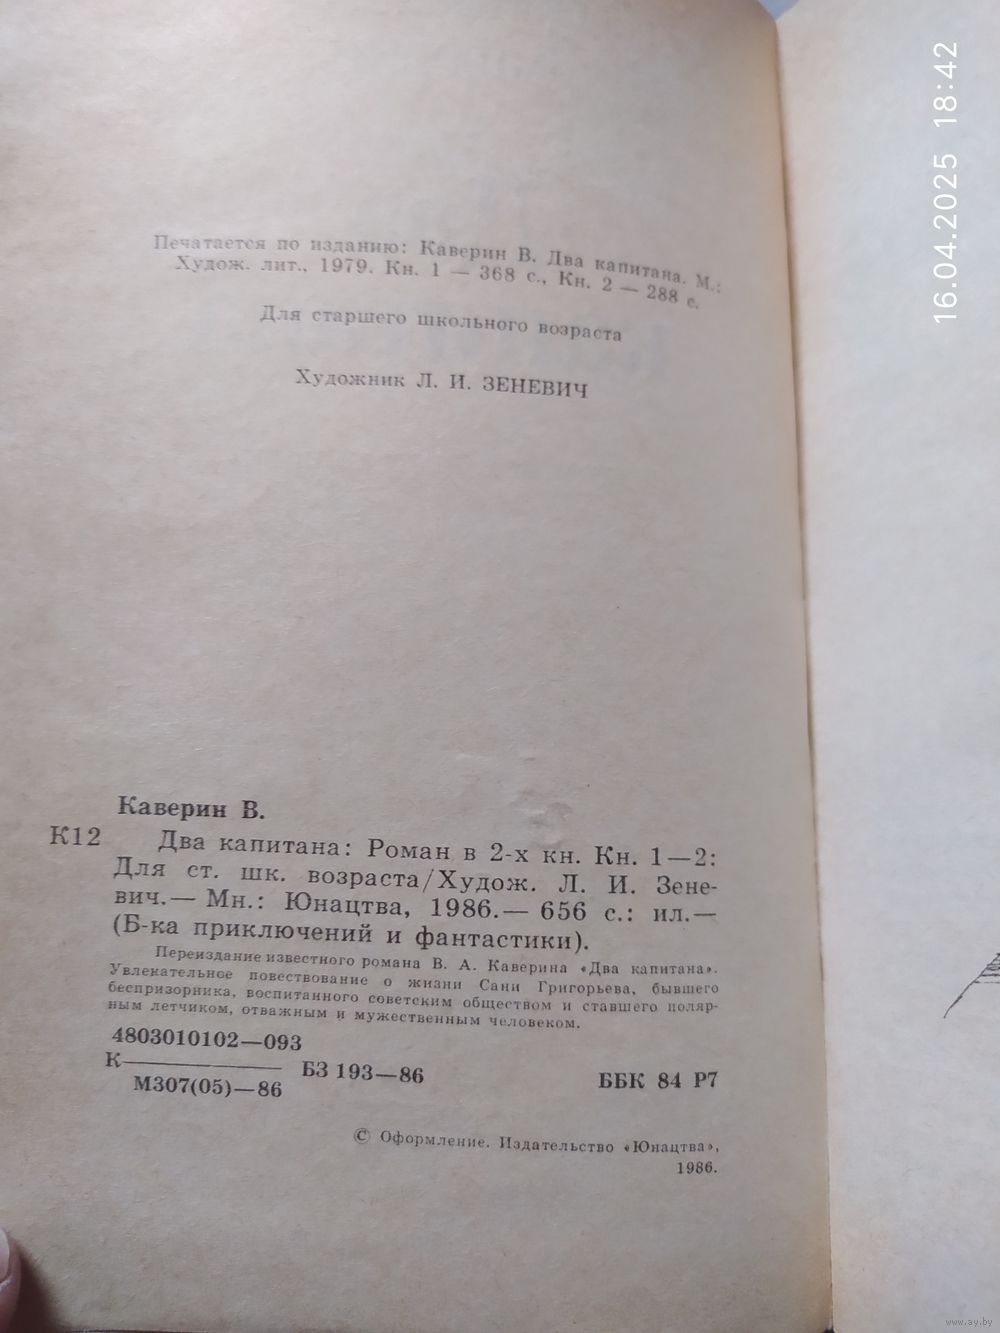 Печатается по изданию: Каверин В. Два капитана. М.:
Худож. лит., 1979. Кн. 1 — 368 с., Кн. 2 — 288 с.
Для старшего школьного возраста
Художник Л. И. ЗЕНЕВИЧ
Каверин В.
К12 Два капитана: Роман в 2-х кн. Кн. 1—2:
Для ст. шк. возраста/Худож. Л. И. Зене-
вич.— Мн.: Юнацтва, 1986.— 656 с.: ил.—
(Б-ка приключений и фантастики).
Переиздание известного романа В. А. Каверина «Два капитана».
Увлекательное повествование о жизни Сани Григорьева, бывшего
беспризорника, воспитанного советским обществом и ставшего поляр-
ным летчиком, отважным и мужественным человеком.
4803010102—093
К———— БЗ 193—86
М307(05)—86
ББК 84 Р7
© Оформление. Издательство «Юнацтва»,
1986.
16.04.2025 18:42
www.ay.by